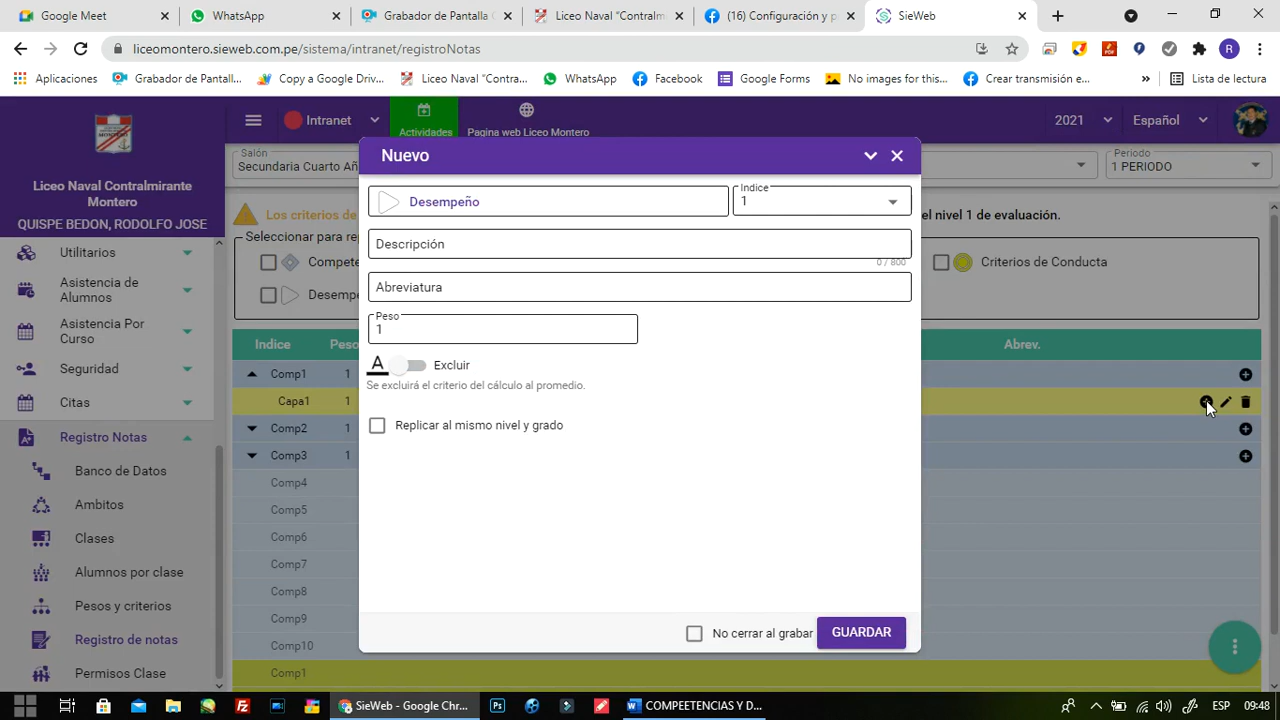 Google Meet
WhatsApp
Grabador de Pantalla
Liceo Naval "Contralmi
(16) Configuración y p
SieWeb
liceomontero.sieweb.com.pe/sistema/intranet/registroNotas
R
Aplicaciones
Grabador de Pantall...
Copy a Google Driv...
Liceo Naval "Contra...
WhatsApp
Facebook
Google Forms
No images for this...
Crear transmisión e...
»
Lista de lectura
Intranet
Actividades
Pagina web Liceo Montero
2021
Español
Liceo Naval Contralmirante
Montero
QUISPE BEDON, RODOLFO JOSE
Utilitarios
Asistencia de
Alumnos
Asistencia Por
Curso
Seguridad
Citas
Registro Notas
Banco de Datos
Ambitos
Clases
Alumnos por clase
Pesos y criterios
Registro de notas
Permisos Clase
Salón
Secundaria Cuarto Añ
Período
1 PERIODO
Los criterios de
el nivel 1 de evaluación.
Seleccionar para re
Compete
Criterios de Conducta
Desempe
Indice
Peso
Abrev.
Comp1
1
Capa1
1
Comp2
1
Comp3
1
Comp4
Comp5
Comp6
Comp7
Comp8
Comp9
Comp10
Capa1
Nuevo
Desempeño
Indice
1
Descripción
0 / 800
Abreviatura
Peso
1
A
Excluir
Se excluirá el criterio del cálculo al promedio.
Replicar al mismo nivel y grado
No cerrar al grabar
GUARDAR
SieWeb - Google Chr...
COMPEETENCIAS Y D...
ESP
09:48